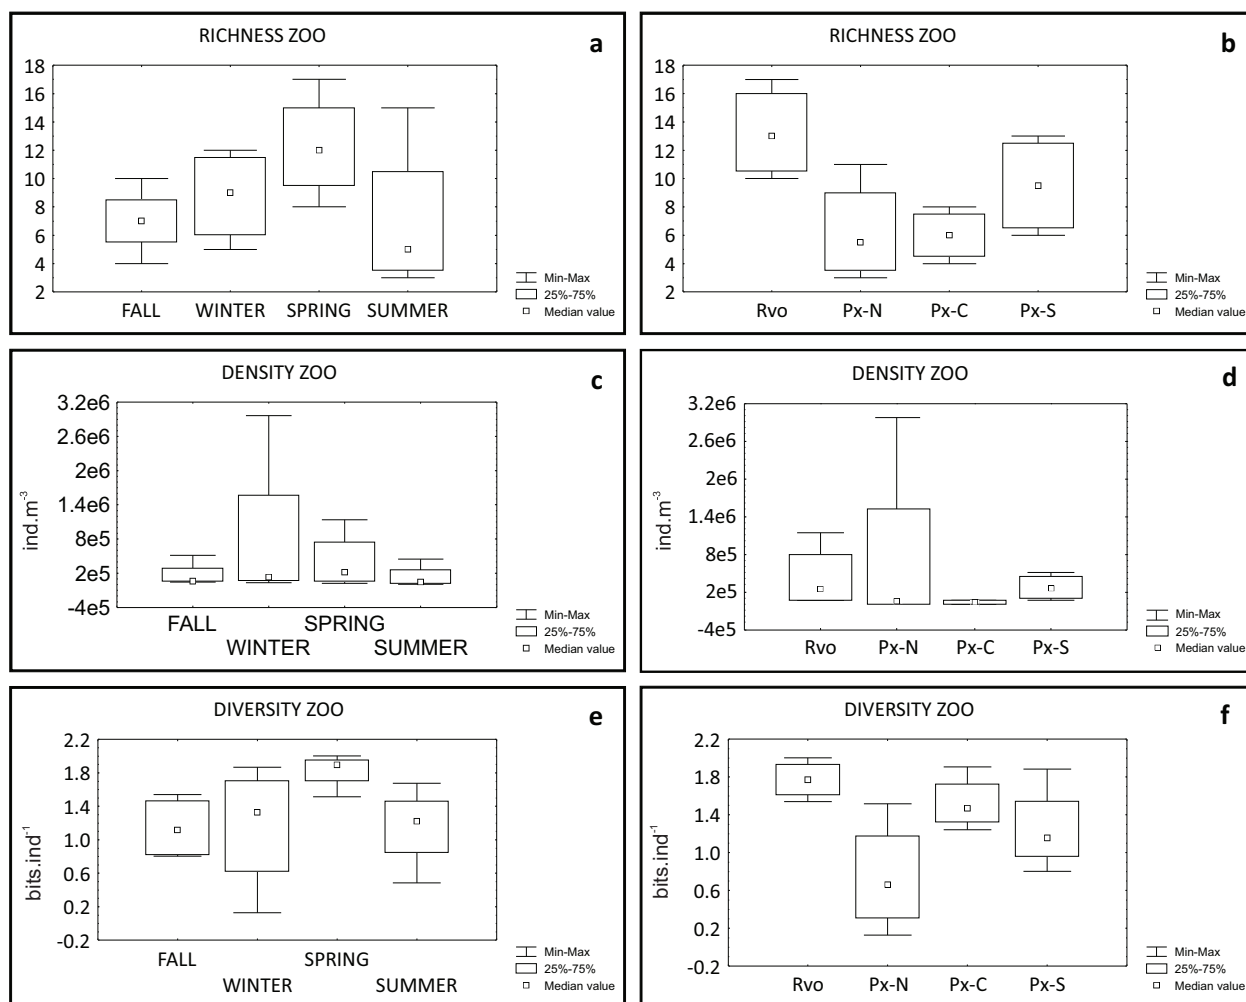 RICHNESS ZOO
a
18
16
14
12
10
8
6
4
2
FALL WINTER SPRING SUMMER
Min-Max
25%-75%
Median value
RICHNESS ZOO
b
18
16
14
12
10
8
6
4
2
Rvo Px-N Px-C Px-S
Min-Max
25%-75%
Median value
DENSITY ZOO
c
ind.m⁻³
3.2e6
2.6e6
2e6
1.4e6
8e5
2e5
-4e5
FALL SPRING
WINTER SUMMER
Min-Max
25%-75%
Median value
DENSITY ZOO
d
3.2e6
2.6e6
2e6
1.4e6
8e5
2e5
-4e5
Rvo Px-N Px-C Px-S
Min-Max
25%-75%
Median value
DIVERSITY ZOO
e
bits.ind⁻¹
2.2
1.8
1.4
1.0
0.6
0.2
-0.2
FALL SPRING
WINTER SUMMER
Min-Max
25%-75%
Median value
DIVERSITY ZOO
f
bits.ind⁻¹
2.2
1.8
1.4
1.0
0.6
0.2
-0.2
Rvo Px-N Px-C Px-S
Min-Max
25%-75%
Median value